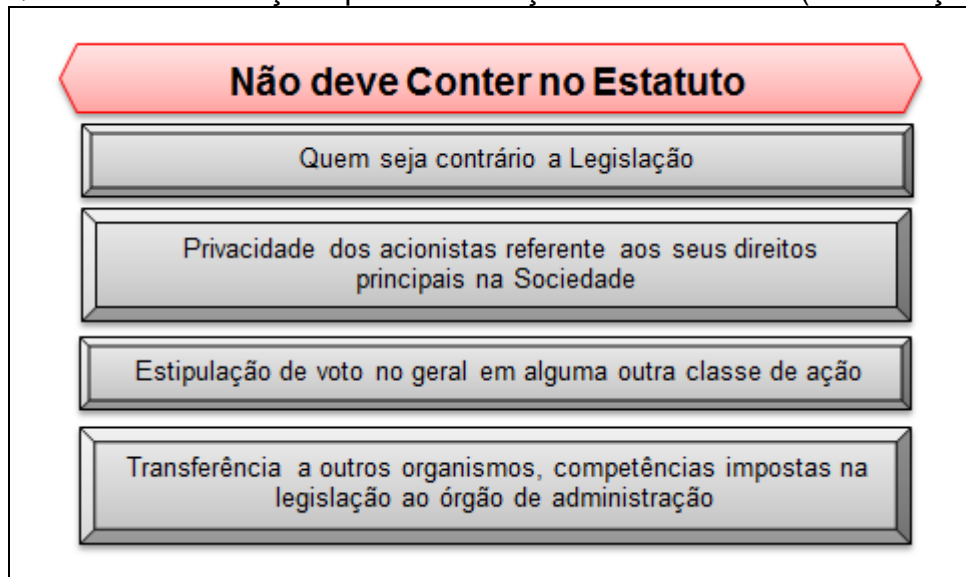 Não deve Conter no Estatuto
Quem seja contrário a Legislação
Privacidade dos acionistas referente aos seus direitos
principais na Sociedade
Estipulação de voto no geral em alguma outra classe de ação
Transferência a outros organismos, competências impostas na
legislação ao órgão de administração